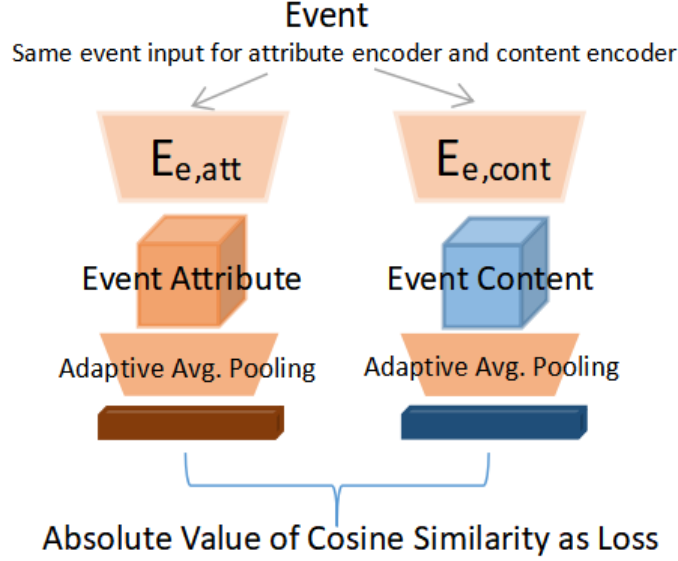 Event
Same event input for attribute encoder and content encoder
Ee,att
Ee,cont
Event Attribute
Event Content
Adaptive Avg. Pooling
Adaptive Avg. Pooling
Absolute Value of Cosine Similarity as Loss